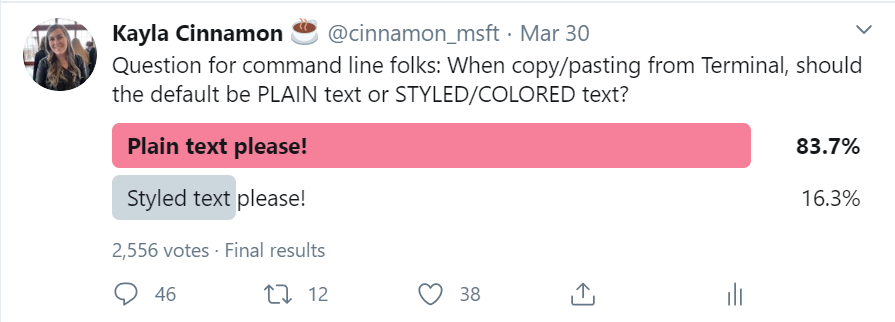 Kayla Cinnamon ☕ @cinnamon_msft · Mar 30
Question for command line folks: When copy/pasting from Terminal, should
the default be PLAIN text or STYLED/COLORED text?
Plain text please! 83.7%
Styled text please! 16.3%
2,556 votes · Final results
46 12 38